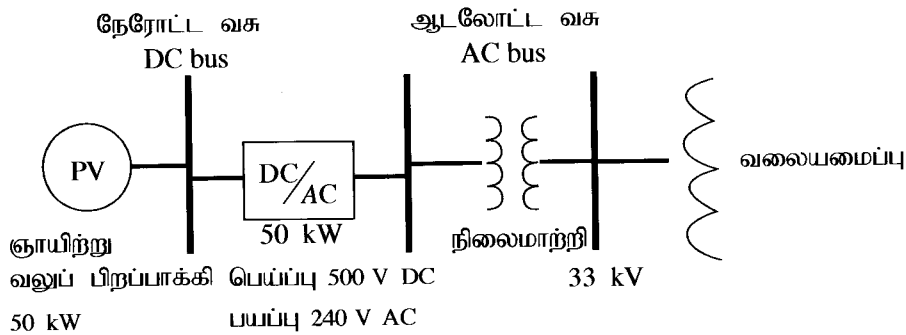 நேரோட்ட வசு
DC bus
ஆடலோட்ட வசு
AC bus
PV
DC/AC
50 kW
வலையமைப்பு
ஞாயிற்று
வலுப் பிறப்பாக்கி
50 kW
பெய்ப்பு 500 V DC
பயப்பு 240 V AC
நிலைமாற்றி
33 kV